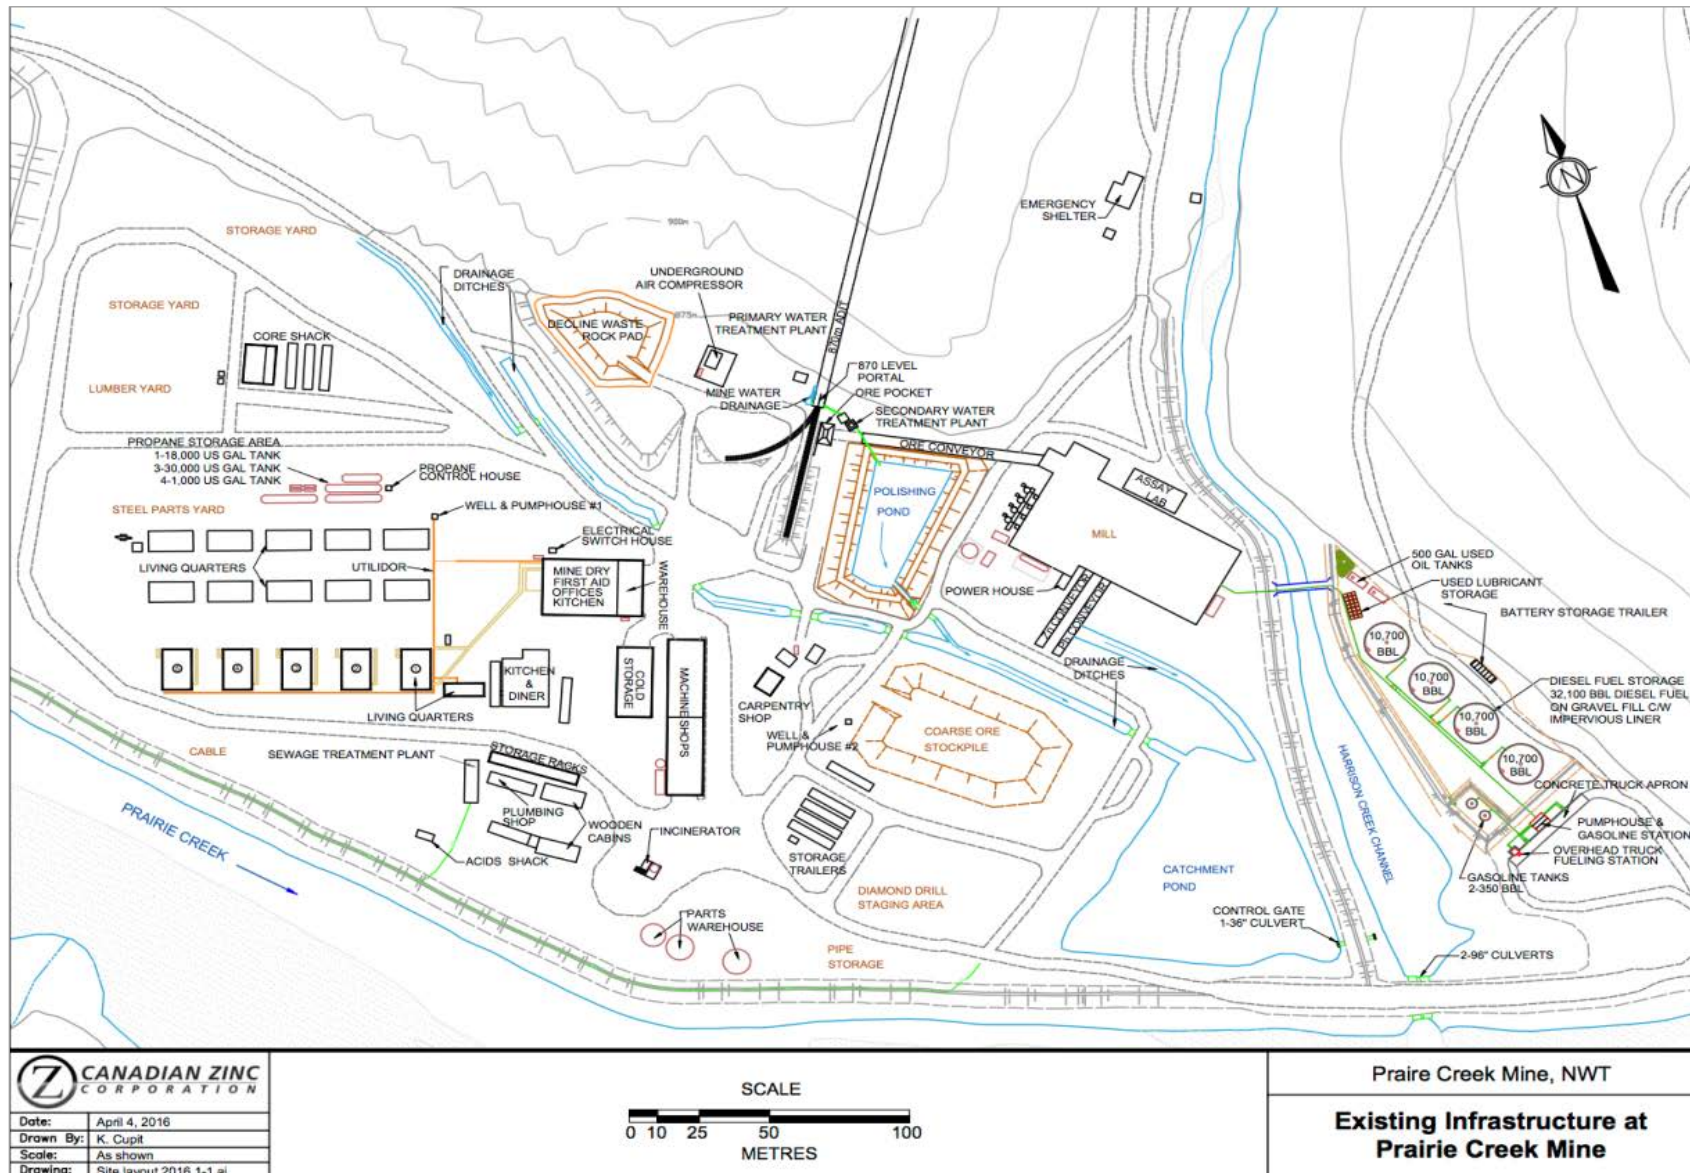 STORAGE YARD
STORAGE YARD
LUMBER YARD
CORE SHACK
DRAINAGE
DITCHES
DECLINE WASTE
ROCK PAD
900m
875m
UNDERGROUND
AIR COMPRESSOR
PRIMARY WATER
TREATMENT PLANT
870m ADIT
MINE WATER
DRAINAGE
870 LEVEL
PORTAL
ORE POCKET
SECONDARY WATER
TREATMENT PLANT
ORE CONVEYOR
EMERGENCY
SHELTER
N
PROPANE STORAGE AREA
1-18,000 US GAL TANK
3-30,000 US GAL TANK
4-1,000 US GAL TANK
PROPANE
CONTROL HOUSE
STEEL PARTS YARD
WELL & PUMPHOUSE #1
ELECTRICAL
SWITCH HOUSE
LIVING QUARTERS
UTILIDOR
MINE DRY
FIRST AID
OFFICES
KITCHEN
WAREHOUSE
POLISHING
POND
ASSAY
LAB
MILL
POWER HOUSE
500 GAL USED
OIL TANKS
USED LUBRICANT
STORAGE
BATTERY STORAGE TRAILER
10,700
BBL
10,700
BBL
10,700
BBL
10,700
BBL
DIESEL FUEL STORAGE
32,100 BBL DIESEL FUEL
ON GRAVEL FILL C/W
IMPERVIOUS LINER
KITCHEN
&
DINER
COLD
STORAGE
MACHINE SHOPS
CARPENTRY
SHOP
WELL &
PUMPHOUSE #2
DRAINAGE
DITCHES
COARSE ORE
STOCKPILE
LIVING QUARTERS
CABLE
SEWAGE TREATMENT PLANT
STORAGE RACKS
PLUMBING
SHOP
WOODEN
CABINS
ACIDS SHACK
INCINERATOR
STORAGE
TRAILERS
PRAIRIE CREEK
DIAMOND DRILL
STAGING AREA
PARTS
WAREHOUSE
PIPE
STORAGE
CATCHMENT
POND
CONTROL GATE
1-36" CULVERT
HARRISON CREEK CHANNEL
2-96" CULVERTS
CONCRETE TRUCK APRON
PUMPHOUSE &
GASOLINE STATION
OVERHEAD TRUCK
FUELING STATION
GASOLINE TANKS
2-350 BBL
CANADIAN ZINC
CORPORATION
Date: April 4, 2016
Drawn By: K. Cupit
Scale: As shown
Drawing: Site layout 2016 1-1.ai
SCALE
0 10 25 50 100
METRES
Praire Creek Mine, NWT
Existing Infrastructure at
Prairie Creek Mine